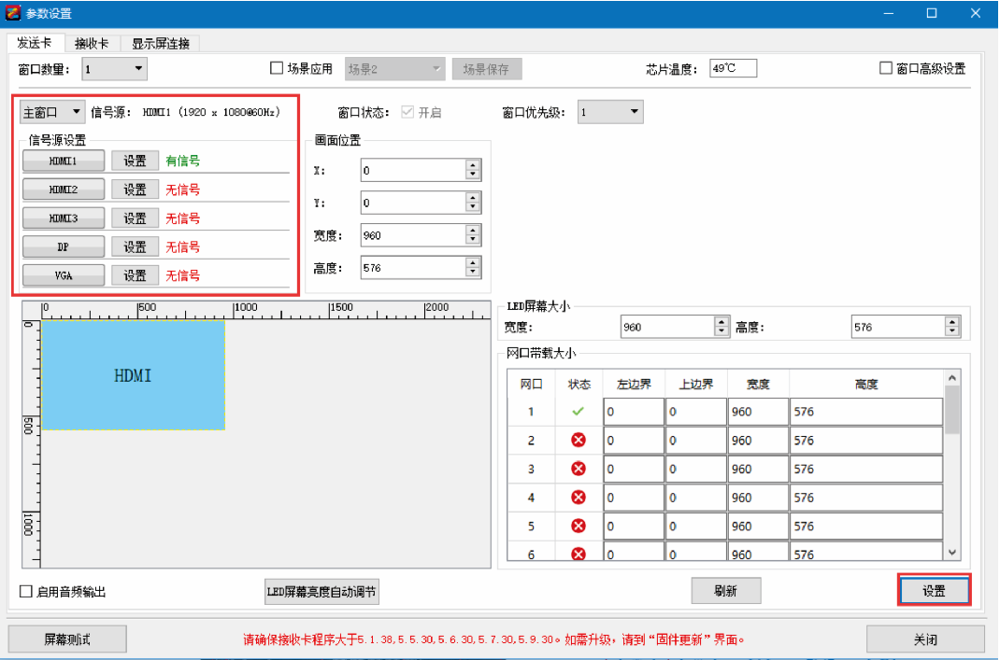 参数设置
发送卡 接收卡 显示屏连接
窗口数量: 1 场景应用 场景2 场景保存 芯片温度: 49℃ 窗口高级设置
主窗口 信号源: HDMI1 (1920 x 1080@60Hz) 窗口状态: 开启 窗口优先级: 1
信号源设置 画面位置
HDMI1 设置 有信号
HDMI2 设置 无信号
HDMI3 设置 无信号
DP 设置 无信号
VGA 设置 无信号
X: 0
Y: 0
宽度: 960
高度: 576
0 500 1000 1500 2000
0
500
1000
HDMI
LED屏幕大小
宽度: 960 高度: 576
网口带载大小
网口 状态 左边界 上边界 宽度 高度
1 0 0 960 576
2 0 0 960 576
3 0 0 960 576
4 0 0 960 576
5 0 0 960 576
6 0 0 960 576
启用音频输出 LED屏幕亮度自动调节 刷新 设置
屏幕测试 请确保接收卡程序大于5.1.38,5.5.30,5.6.30,5.7.30,5.9.30。如需升级，请到“固件更新”界面。 关闭